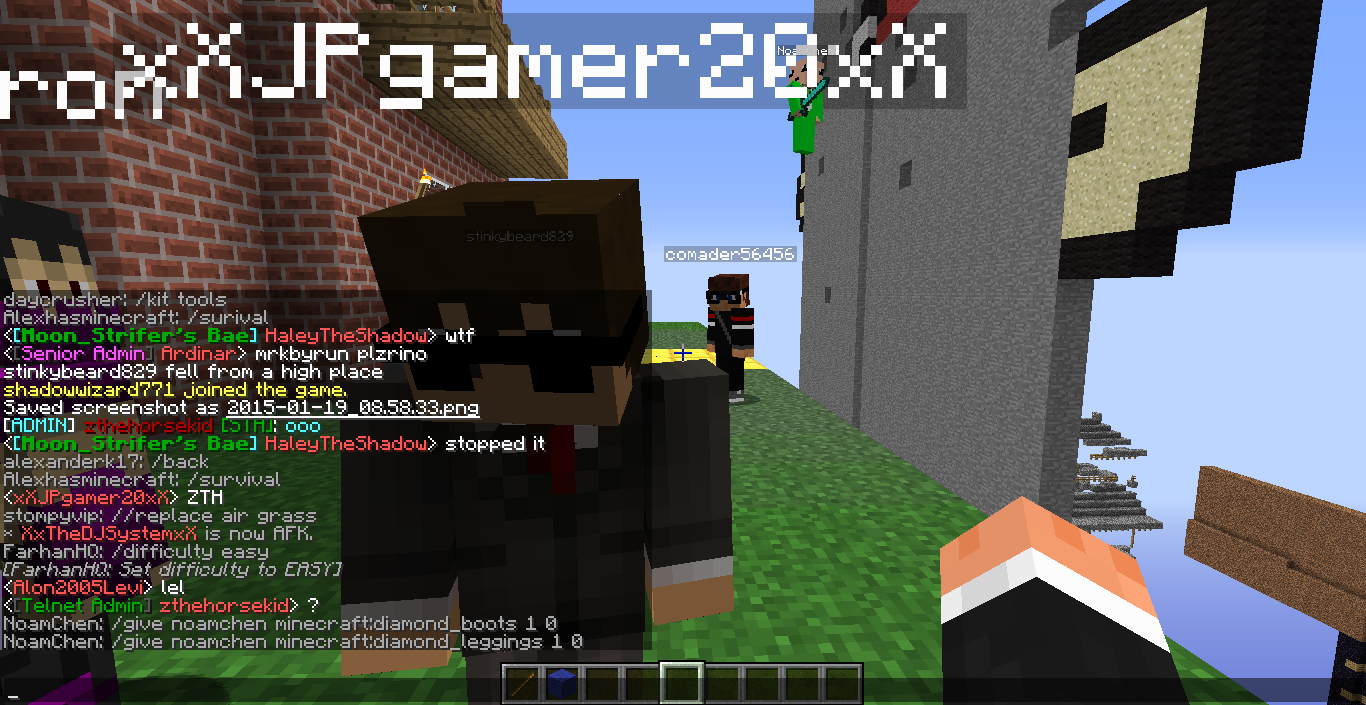 ron
xXJPgamer20xX
stinkybeard829
comader56456
daycrusher: /kit tools
Alexhasminecraft: /surival
<[Moon_Strifer's Bae] HaleyTheShadow> wtf
<[Senior Admin] Ardinar> mrkbyrun plzrino
stinkybeard829 fell from a high place
shadowwizard771 joined the game.
Saved screenshot as 2015-01-19_08.58.33.png
[ADMIN] zthehorsekid [STA]: ooo
<[Moon_Strifer's Bae] HaleyTheShadow> stopped it
alexanderk17: /back
Alexhasminecraft: /survival
<xXJPgamer20xX> ZTH
stompyvip: //replace air grass
* XxTheDJSystemxX is now AFK.
FarhanHQ: /difficulty easy
[FarhanHQ: Set difficulty to EASY]
<Alon2005Levi> lel
<[Telnet Admin] zthehorsekid> ?
NoamChen: /give noamchen minecraft:diamond_boots 1 0
NoamChen: /give noamchen minecraft:diamond_leggings 1 0
_